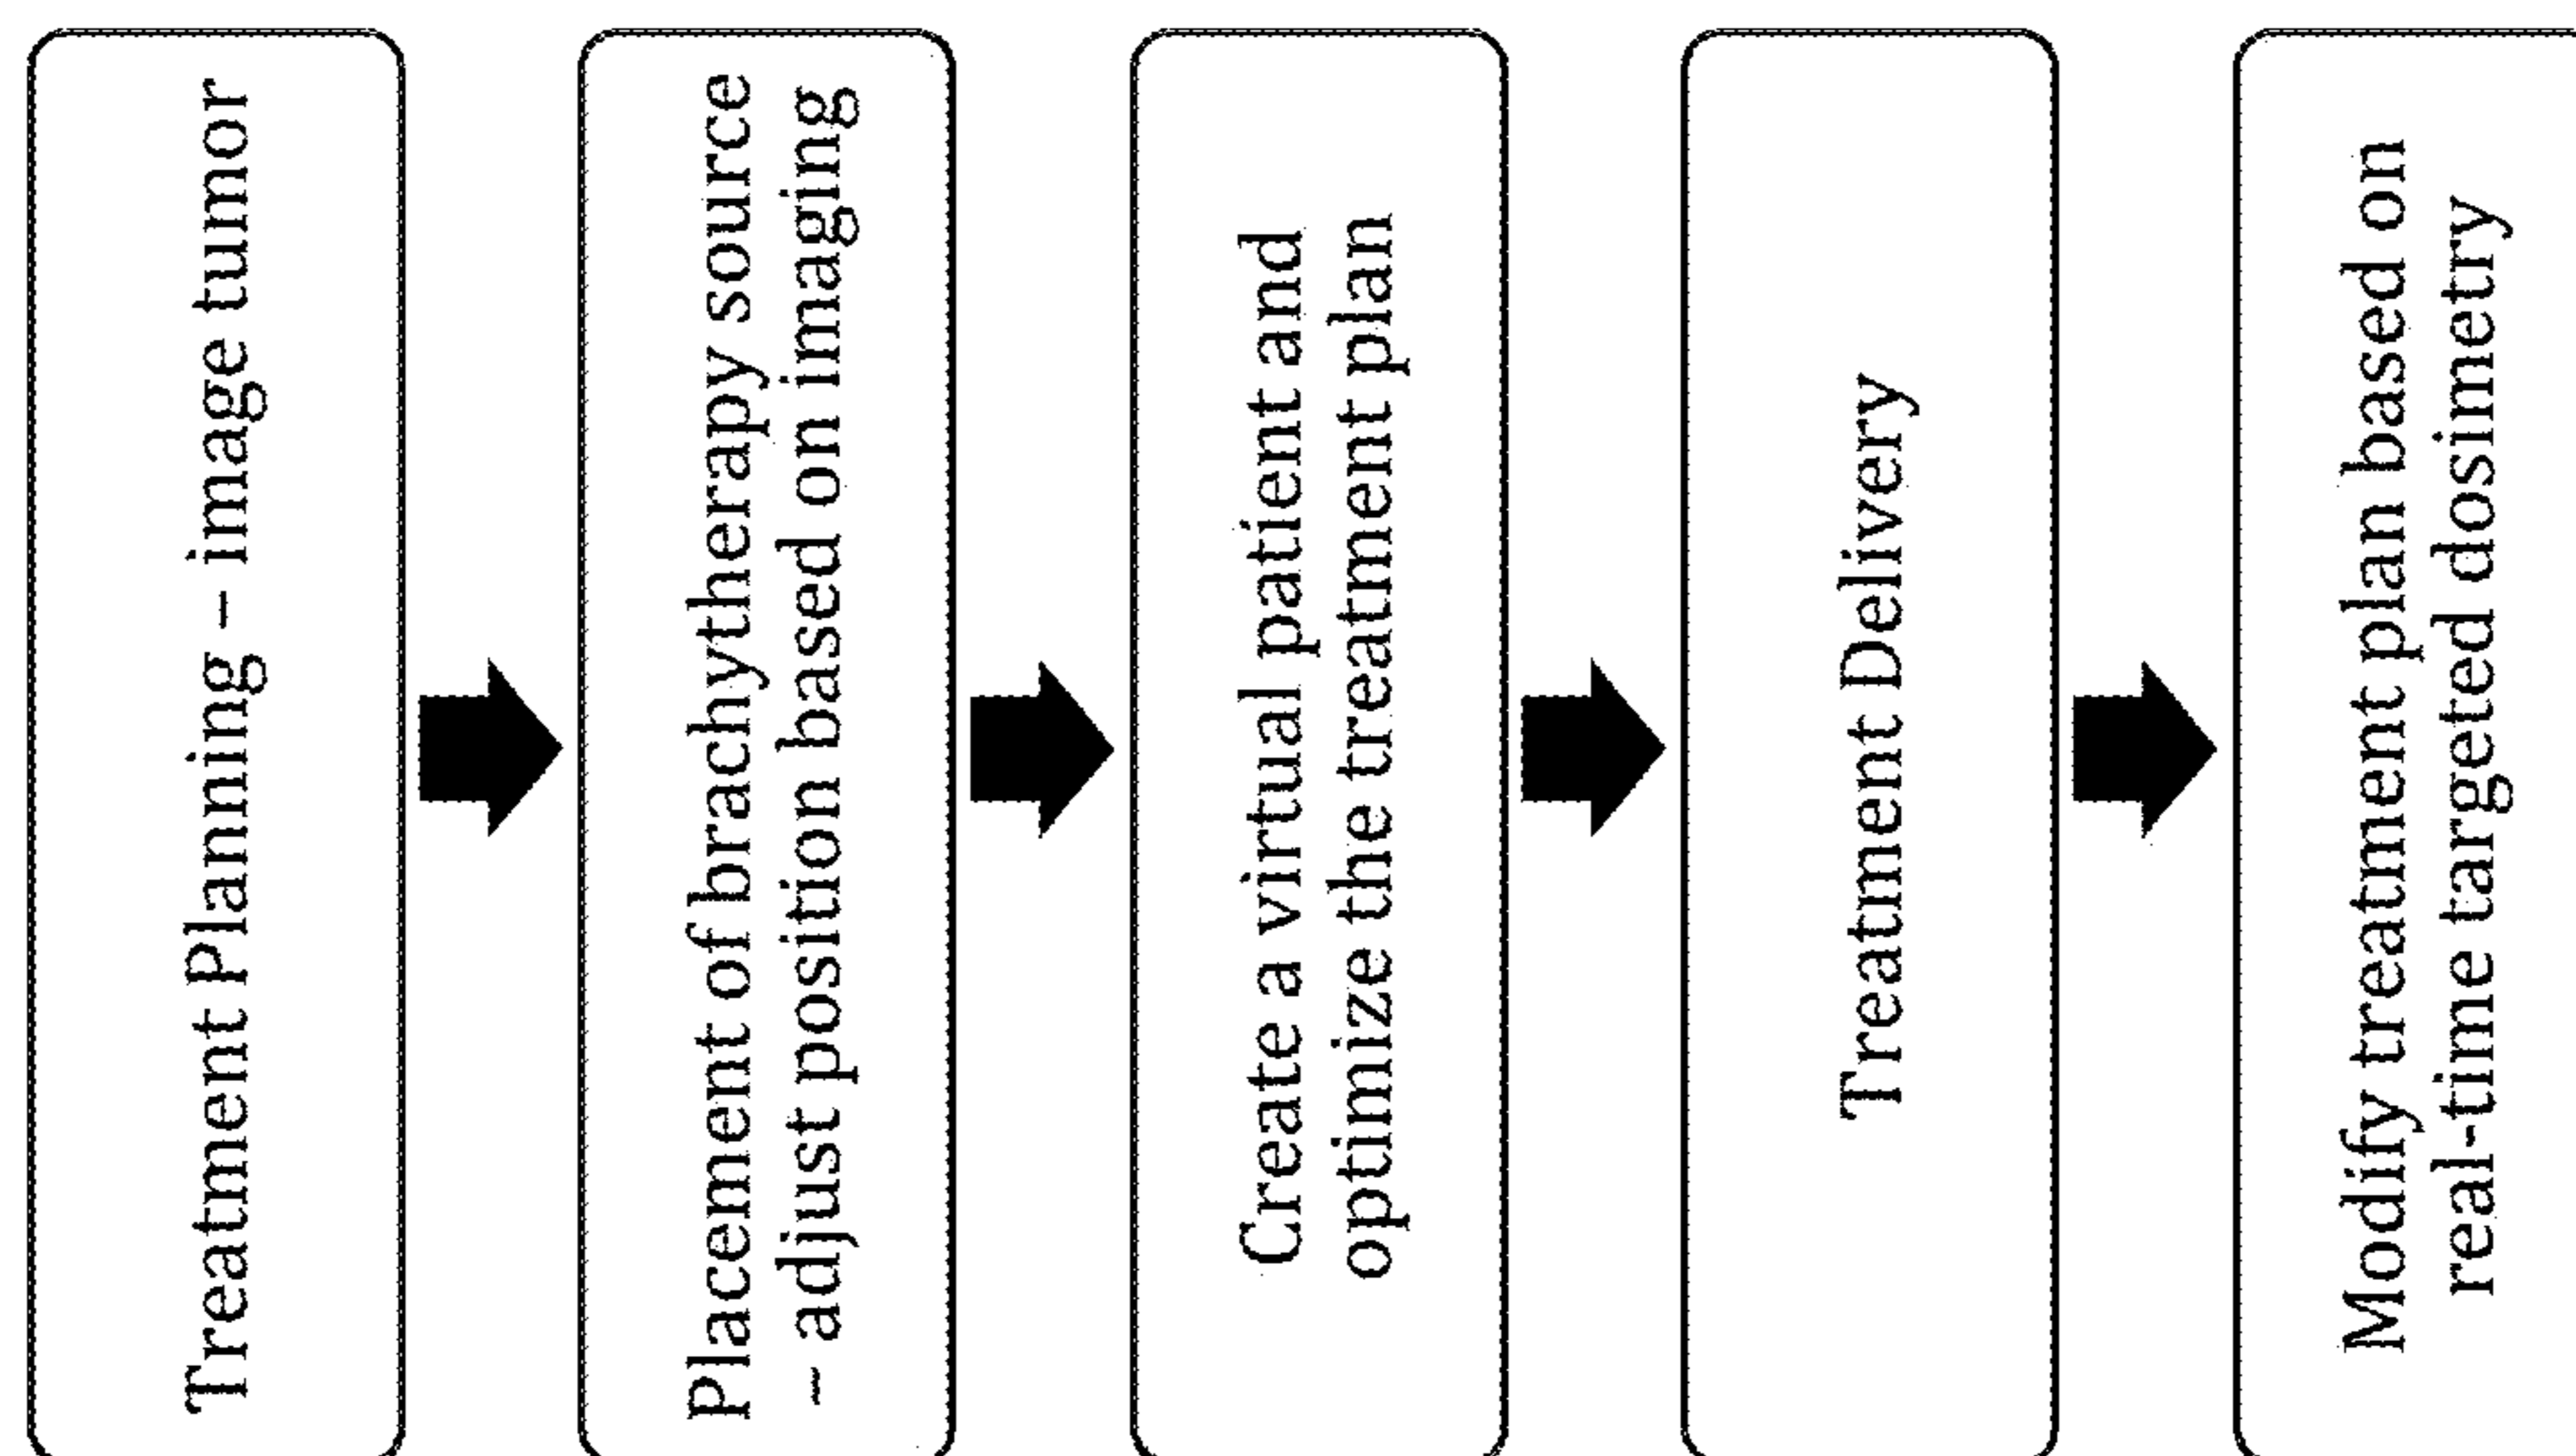 Treatment Planning – image tumor
Placement of brachytherapy source
– adjust position based on imaging
Create a virtual patient and
optimize the treatment plan
Treatment Delivery
Modify treatment plan based on
real-time targeted dosimetry